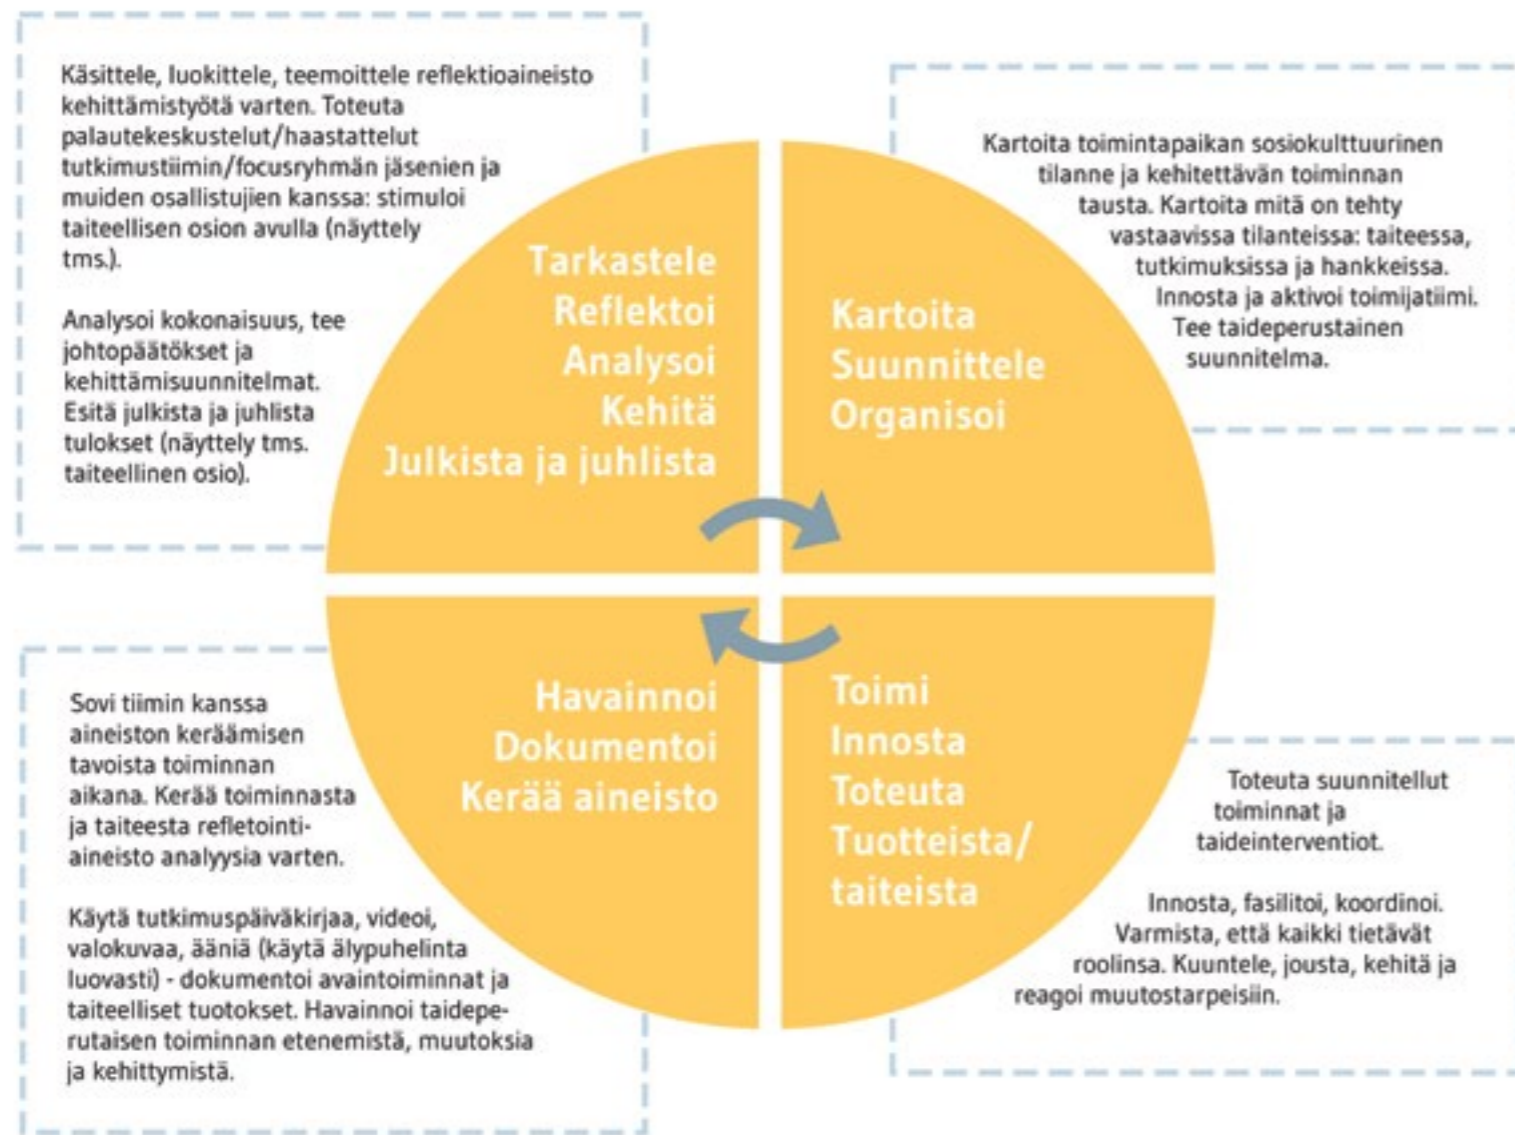 Käsittele, luokittele, teemoittele reflektioaineisto
kehittämistyötä varten. Toteuta
palautekeskustelut/haastattelut
tutkimustiimin/focusryhmän jäsenien ja
muiden osallistujien kanssa: stimuloi
taiteellisen osion avulla (näyttely
tms.).
Analysoi kokonaisuus, tee
johtopäätökset ja
kehittämisuunnitelmat.
Esitä julkista ja juhlista
tulokset (näyttely tms.
taiteellinen osio).
Tarkastele
Reflektoi
Analysoi
Kehitä
Julkista ja juhlista
Kartoita
Suunnittele
Organisoi
Kartoita toimintapaikan sosiokulttuurinen
tilanne ja kehitettävän toiminnan
tausta. Kartoita mitä on tehty
vastaavissa tilanteissa: taiteessa,
tutkimuksissa ja hankkeissa.
Innosta ja aktivoi toimijatiimi.
Tee taideperustainen
suunnitelma.
Sovi tiimin kanssa
aineiston keräämisen
tavoista toiminnan
aikana. Kerää toiminnasta
ja taiteesta refletointi-
aineisto analyysia varten.
Käytä tutkimuspäiväkirjaa, videoi,
valokuvaa, ääniä (käytä älypuhelinta
luovasti) - dokumentoi avaintoiminnat ja
taiteelliset tuotokset. Havainnoi taidepe-
rutaisen toiminnan etenemistä, muutoksia
ja kehittymistä.
Havainnoi
Dokumentoi
Kerää aineisto
Toimi
Innosta
Toteuta
Tuotteista/
taiteista
Toteuta suunnitellut
toiminnat ja
taideinterventiot.
Innosta, fasilitoi, koordinoi.
Varmista, että kaikki tietävät
roolinsa. Kuuntele, jousta, kehitä ja
reagoi muutostarpeisiin.